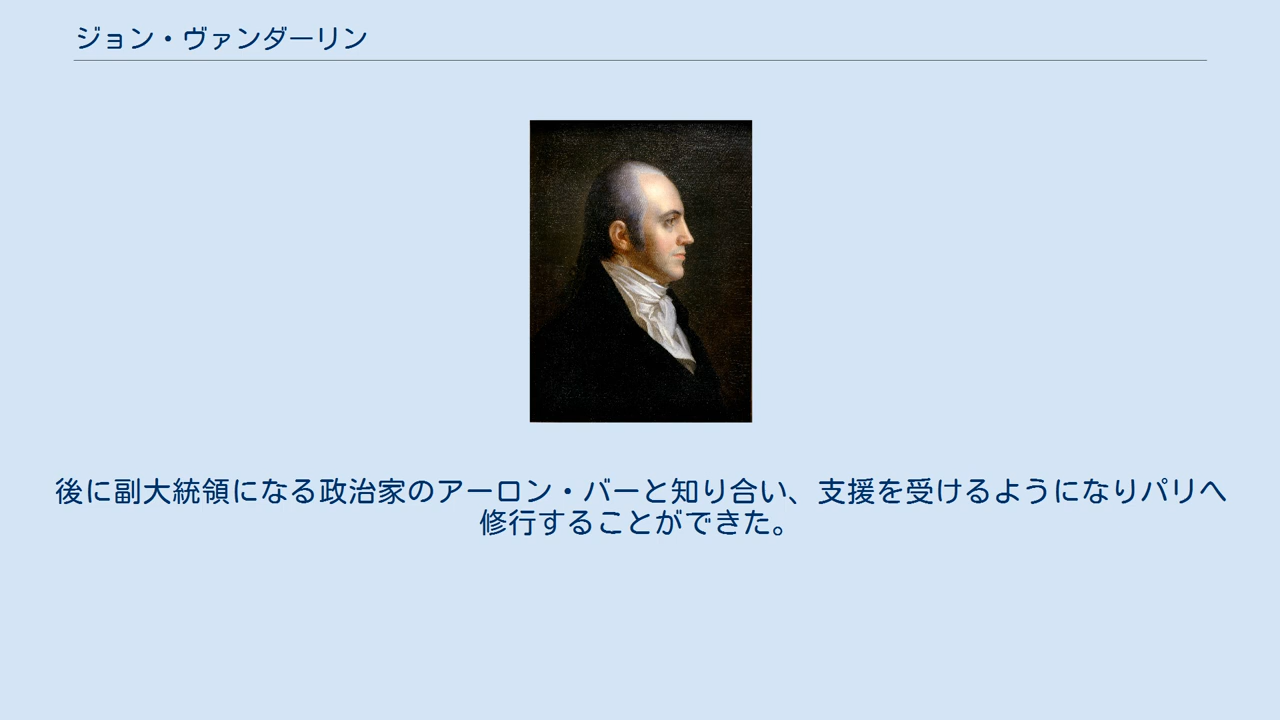 ジョン・ヴァンダーリン
後に副大統領になる政治家のアーロン・バーと知り合い、支援を受けるようになりパリへ
修行することができた。